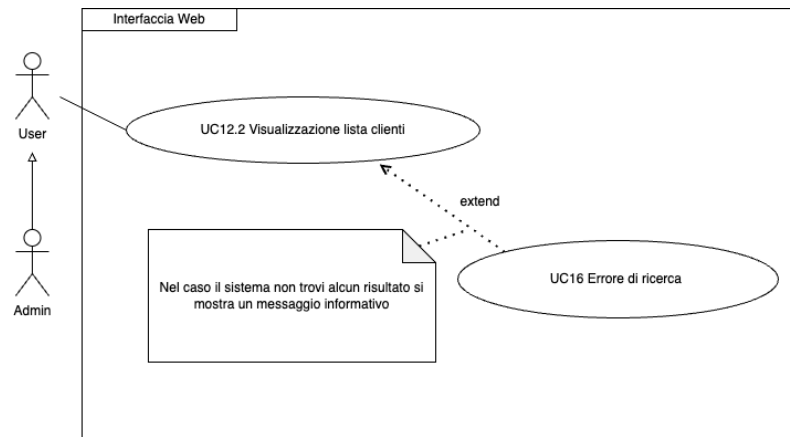 Interfaccia Web
User
UC12.2 Visualizzazione lista clienti
extend
Nel caso il sistema non trovi alcun risultato si
mostra un messaggio informativo
UC16 Errore di ricerca
Admin